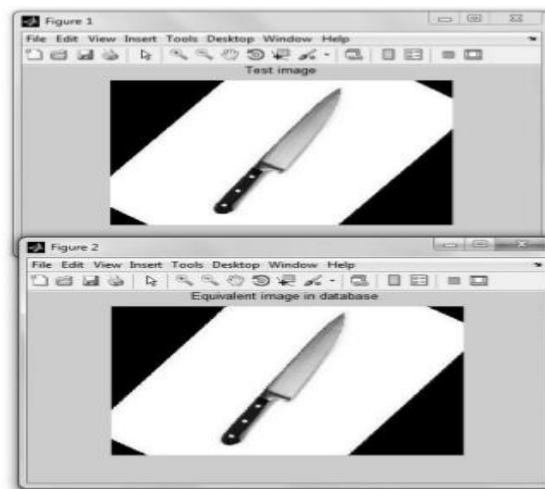 Figure 1
File Edit View Insert Tools Desktop Window Help
Test image
Figure 2
File Edit View Insert Tools Desktop Window Help
Equivalent image in database